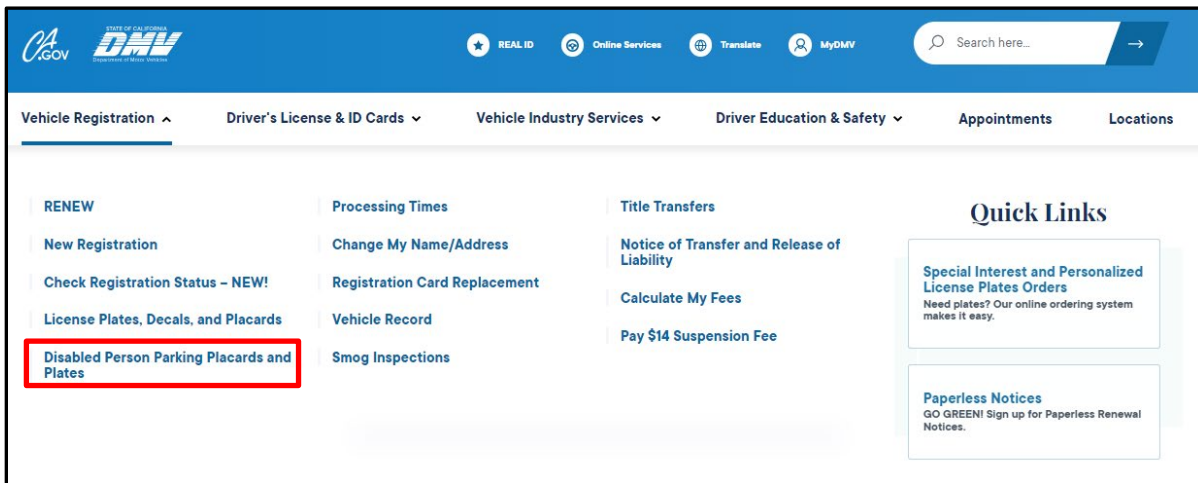 CA.GOV
STATE OF CALIFORNIA
DMV
Department of Motor Vehicles
REAL ID
Online Services
Translate
MyDMV
Search here...
Vehicle Registration
Driver's License & ID Cards
Vehicle Industry Services
Driver Education & Safety
Appointments
Locations
RENEW
New Registration
Check Registration Status – NEW!
License Plates, Decals, and Placards
Disabled Person Parking Placards and
Plates
Processing Times
Change My Name/Address
Registration Card Replacement
Vehicle Record
Smog Inspections
Title Transfers
Notice of Transfer and Release of
Liability
Calculate My Fees
Pay $14 Suspension Fee
Quick Links
Special Interest and Personalized
License Plates Orders
Need plates? Our online ordering system
makes it easy.
Paperless Notices
GO GREEN! Sign up for Paperless Renewal
Notices.